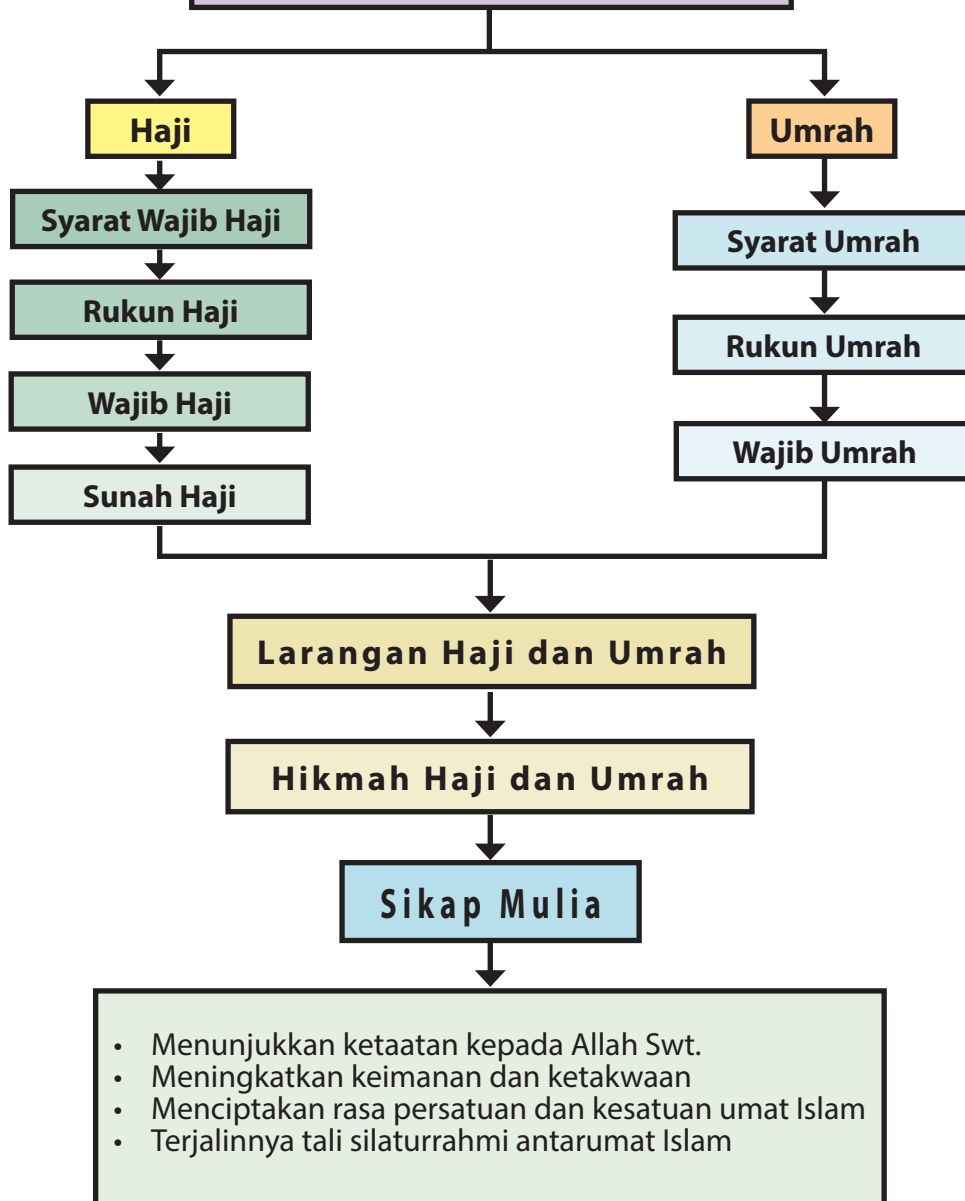 Haji
Umrah
Syarat Wajib Haji
Syarat Umrah
Rukun Haji
Rukun Umrah
Wajib Haji
Wajib Umrah
Sunah Haji
Larangan Haji dan Umrah
Hikmah Haji dan Umrah
Sikap Mulia
• Menunjukkan ketaatan kepada Allah Swt.
• Meningkatkan keimanan dan ketakwaan
• Menciptakan rasa persatuan dan kesatuan umat Islam
• Terjalinnya tali silaturrahmi antarumat Islam